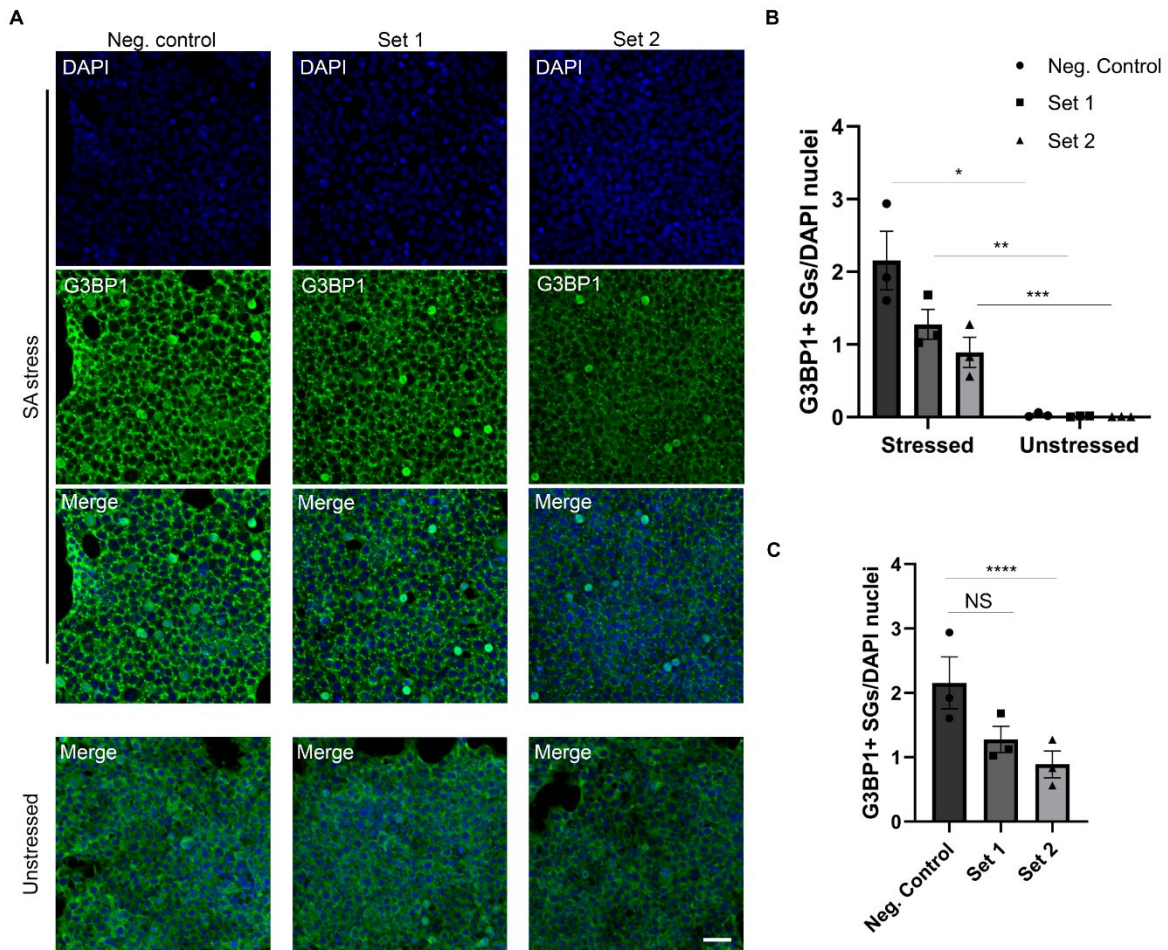 A
Neg. control
Set 1
Set 2
SA stress
DAPI
DAPI
DAPI
G3BP1
G3BP1
G3BP1
Merge
Merge
Merge
Unstressed
Merge
Merge
Merge
B
Neg. Control
Set 1
Set 2
G3BP1+ SGs/DAPI nuclei
4
3
2
1
0
*
**
***
Stressed
Unstressed
C
G3BP1+ SGs/DAPI nuclei
4
3
2
1
0
****
NS
Neg. Control
Set 1
Set 2